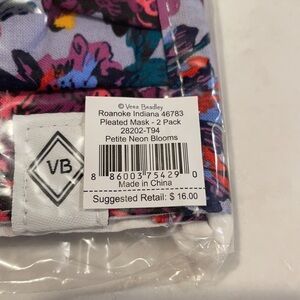 © Vera Bradley
Roanoke Indiana 46783
Pleated Mask - 2 Pack
28202-T94
Petite Neon Blooms
8 86003 75429 0
Made in China
Suggested Retail: $ 16.00
VB